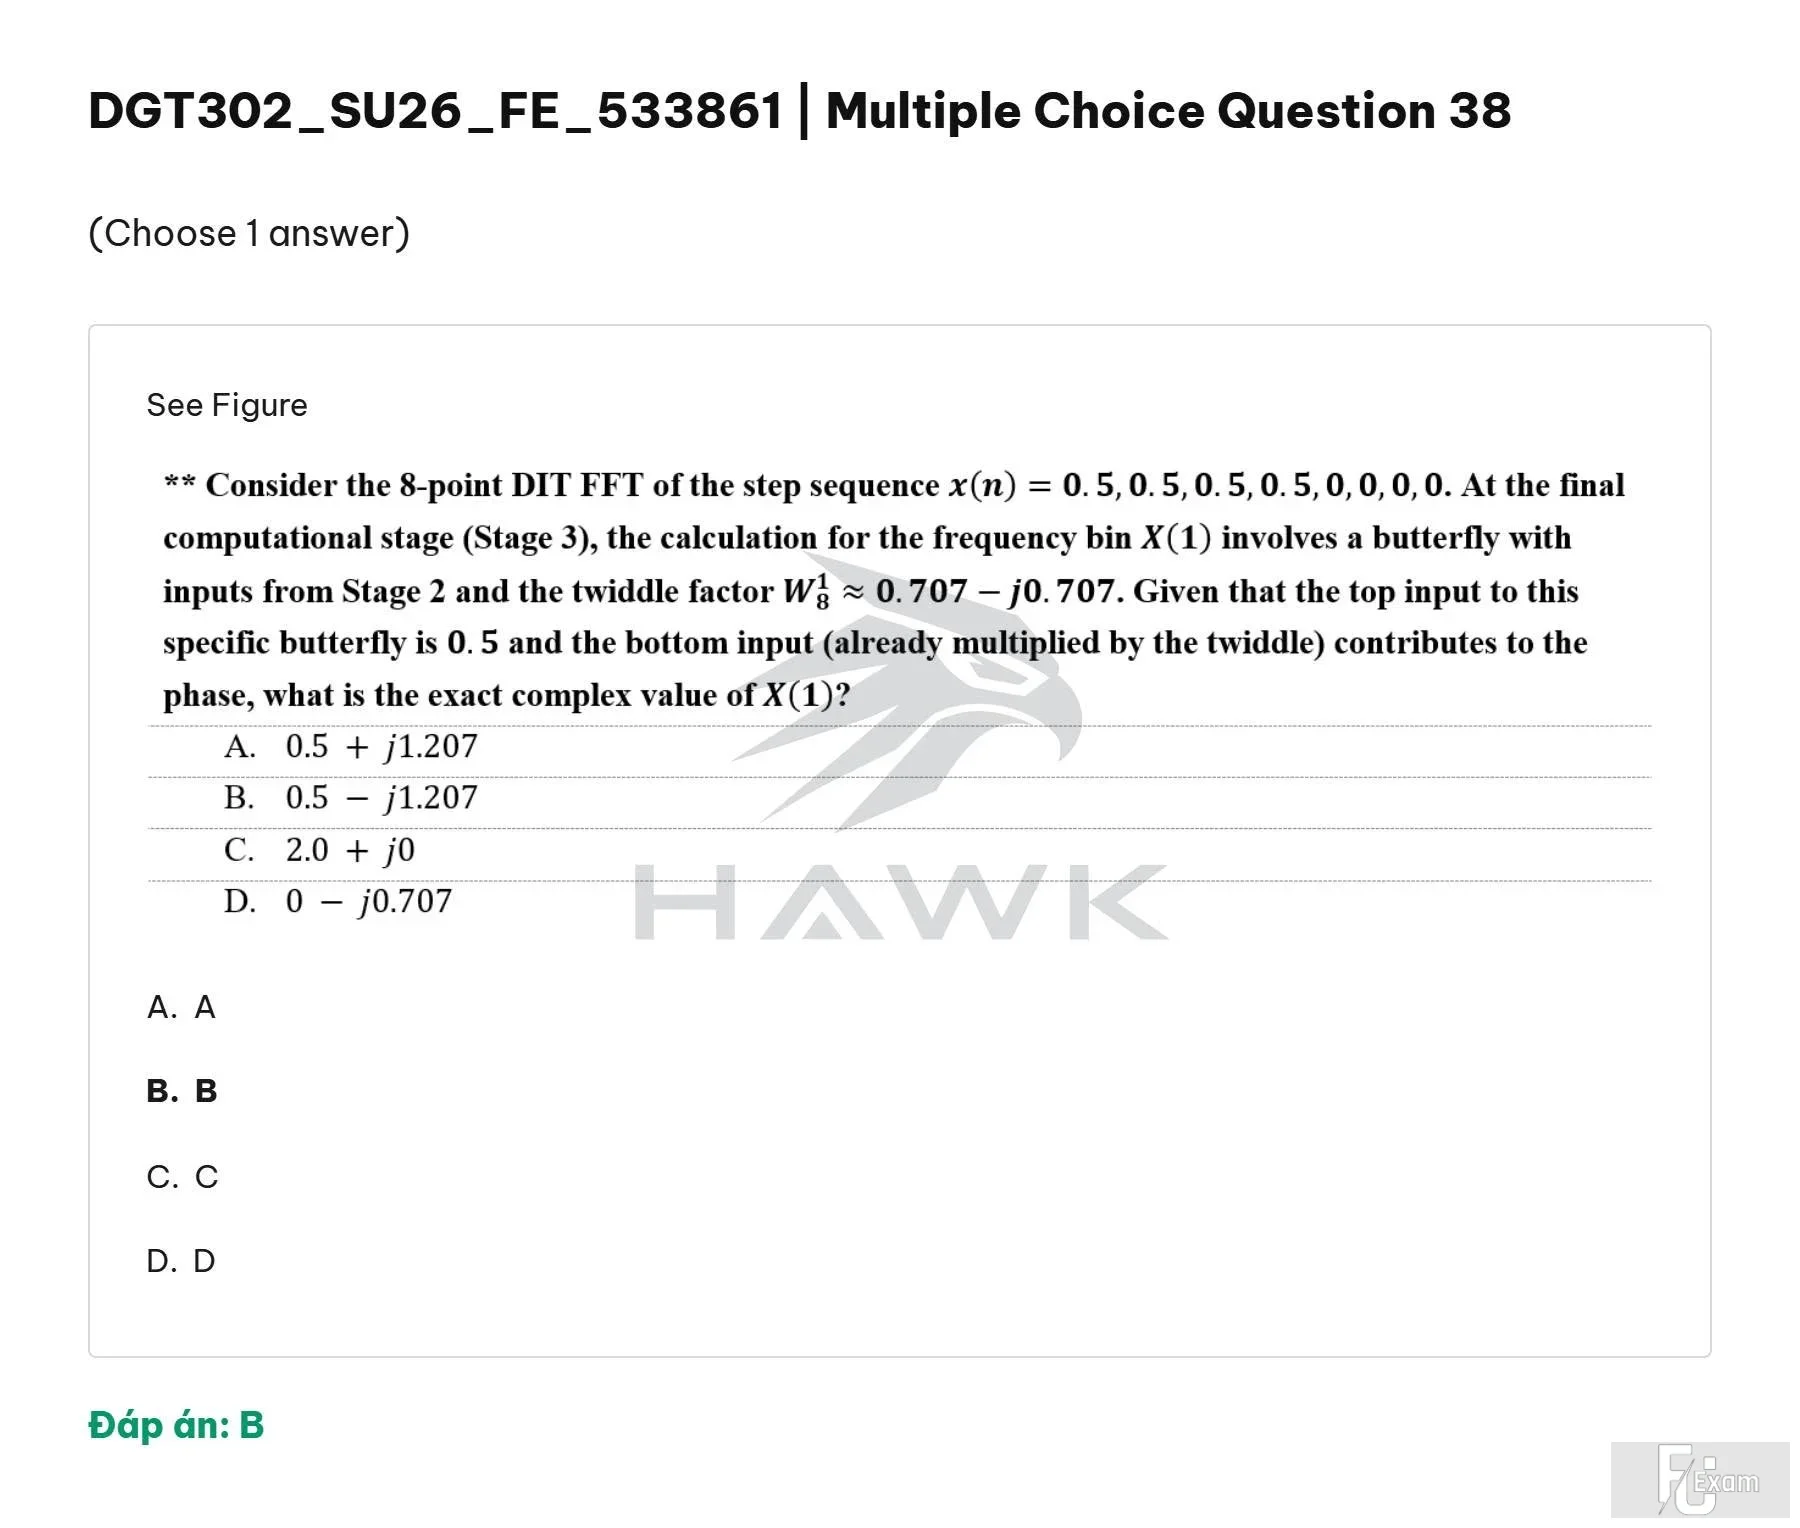 DGT302_SU26_FE_533861 | Multiple Choice Question 38
(Choose 1 answer)
See Figure
** Consider the 8-point DIT FFT of the step sequence x(n) = 0.5, 0.5, 0.5, 0.5, 0, 0, 0, 0. At the final
computational stage (Stage 3), the calculation for the frequency bin X(1) involves a butterfly with
inputs from Stage 2 and the twiddle factor W₈¹ ≈ 0.707 − j0.707. Given that the top input to this
specific butterfly is 0.5 and the bottom input (already multiplied by the twiddle) contributes to the
phase, what is the exact complex value of X(1)?
A. 0.5 + j1.207
B. 0.5 − j1.207
C. 2.0 + j0
D. 0 − j0.707
HAWK
A. A
B. B
C. C
D. D
Đáp án: B
FU Exam